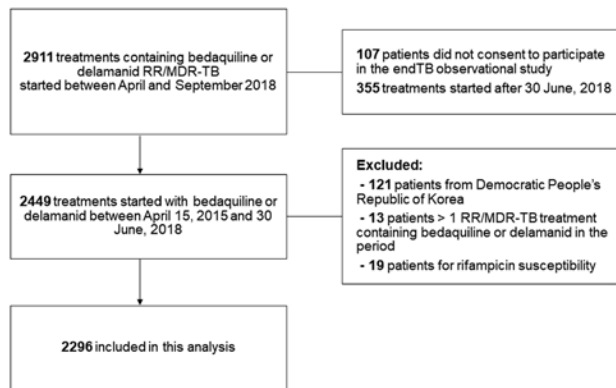 2911 treatments containing bedaquiline or
delamanid RR/MDR-TB
started between April and September 2018
107 patients did not consent to participate
in the endTB observational study
355 treatments started after 30 June, 2018
2449 treatments started with bedaquiline or
delamanid between April 15, 2015 and 30
June, 2018
Excluded:
- 121 patients from Democratic People's
Republic of Korea
- 13 patients > 1 RR/MDR-TB treatment
containing bedaquiline or delamanid in the
period
- 19 patients for rifampicin susceptibility
2296 included in this analysis